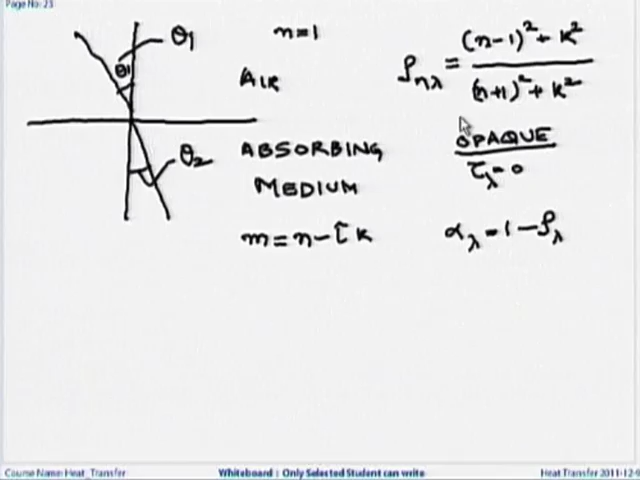 Page No: 23
θ1
n=1
θ1
AIR
ρnλ = (n-1)² + k² / (n+1)² + k²
OPAQUE
τλ = 0
θ2
ABSORBING
MEDIUM
m = n - ik
αλ = 1 - ρλ
Course Name: Heat_Transfer
Whiteboard : Only Selected Student can write
Heat Transfer 2011-12-